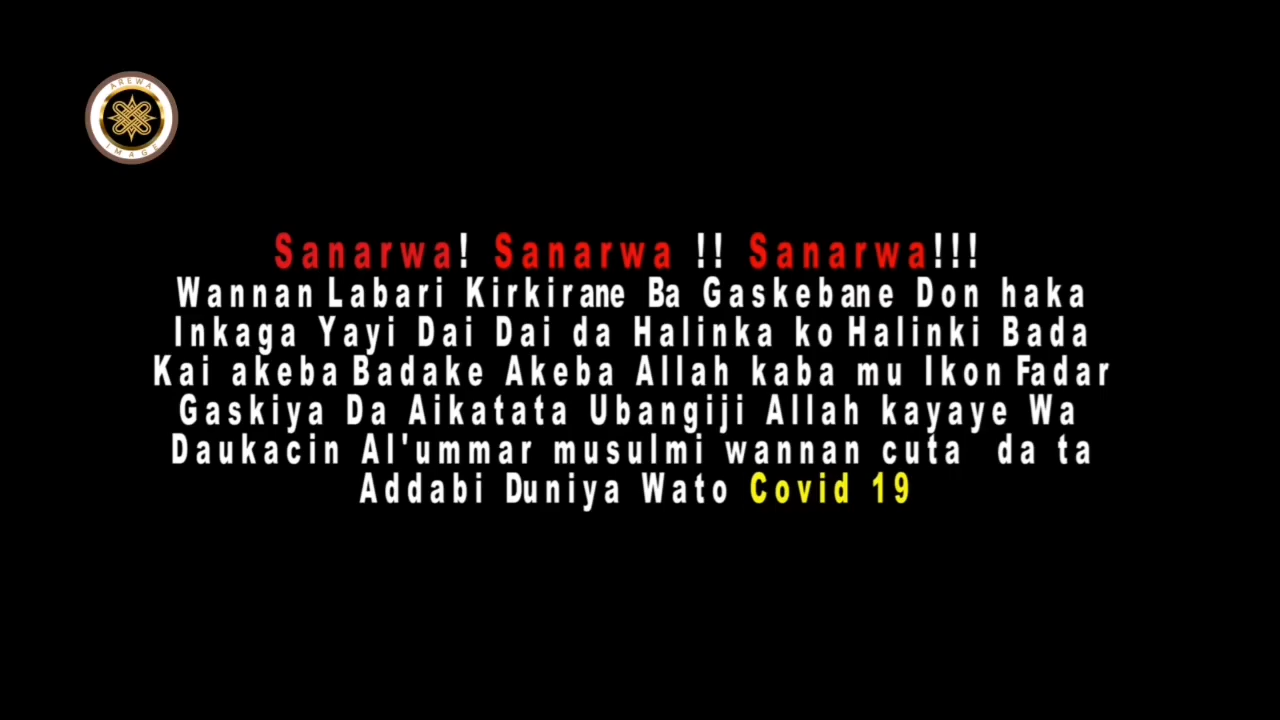 AREWA
IMAGE
Sanarwa! Sanarwa !! Sanarwa!!!
Wannan Labari Kirkirane Ba Gaskebane Don haka
Inkaga Yayi Dai Dai da Halinka ko Halinki Bada
Kai akeba Badake Akeba Allah kaba mu Ikon Fadar
Gaskiya Da Aikatata Ubangiji Allah kayaye Wa
Daukacin Al'ummar musulmi wannan cuta da ta
Addabi Duniya Wato Covid 19